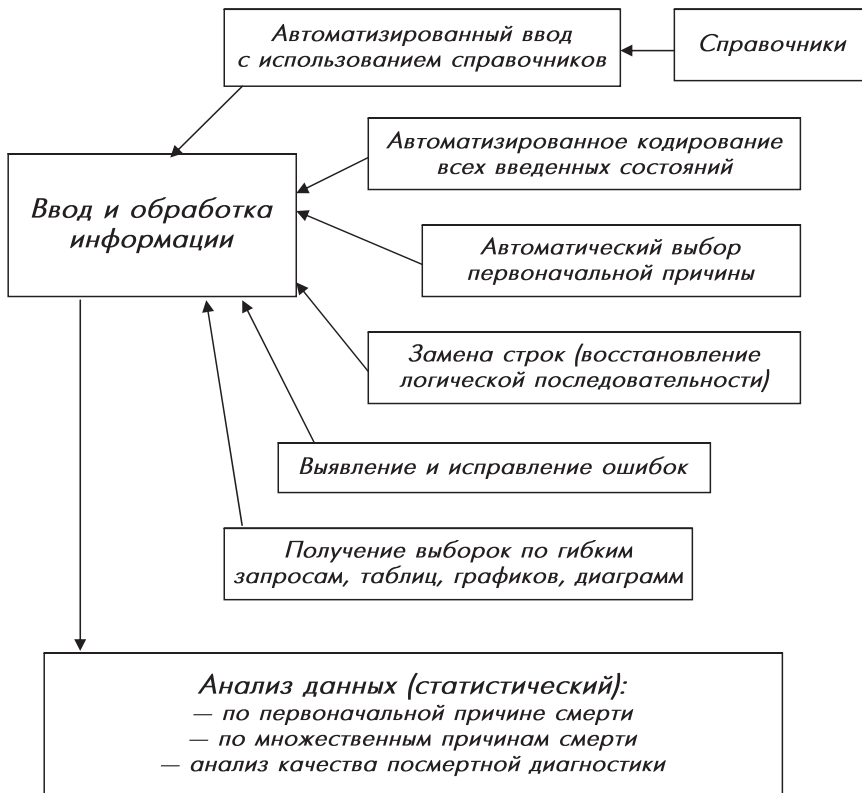 Автоматизированный ввод
с использованием справочников
Справочники
Автоматизированное кодирование
всех введенных состояний
Ввод и обработка
информации
Автоматический выбор
первоначальной причины
Замена строк (восстановление
логической последовательности)
Выявление и исправление ошибок
Получение выборок по гибким
запросам, таблиц, графиков, диаграмм
Анализ данных (статистический):
— по первоначальной причине смерти
— по множественным причинам смерти
— анализ качества посмертной диагностики